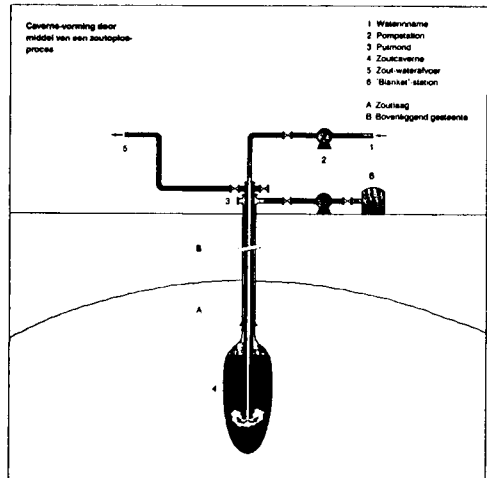 Caverne-vorming door
middel van een zoutoplos-
proces
1 Waterinname
2 Pompstation
3 Putmond
4 Zoutcaverne
5 Zout-waterafvoer
6 'Blanket'-station
A Zoutlaag
B Bovenliggend gesteente
5
2
1
6
3
B
A
4